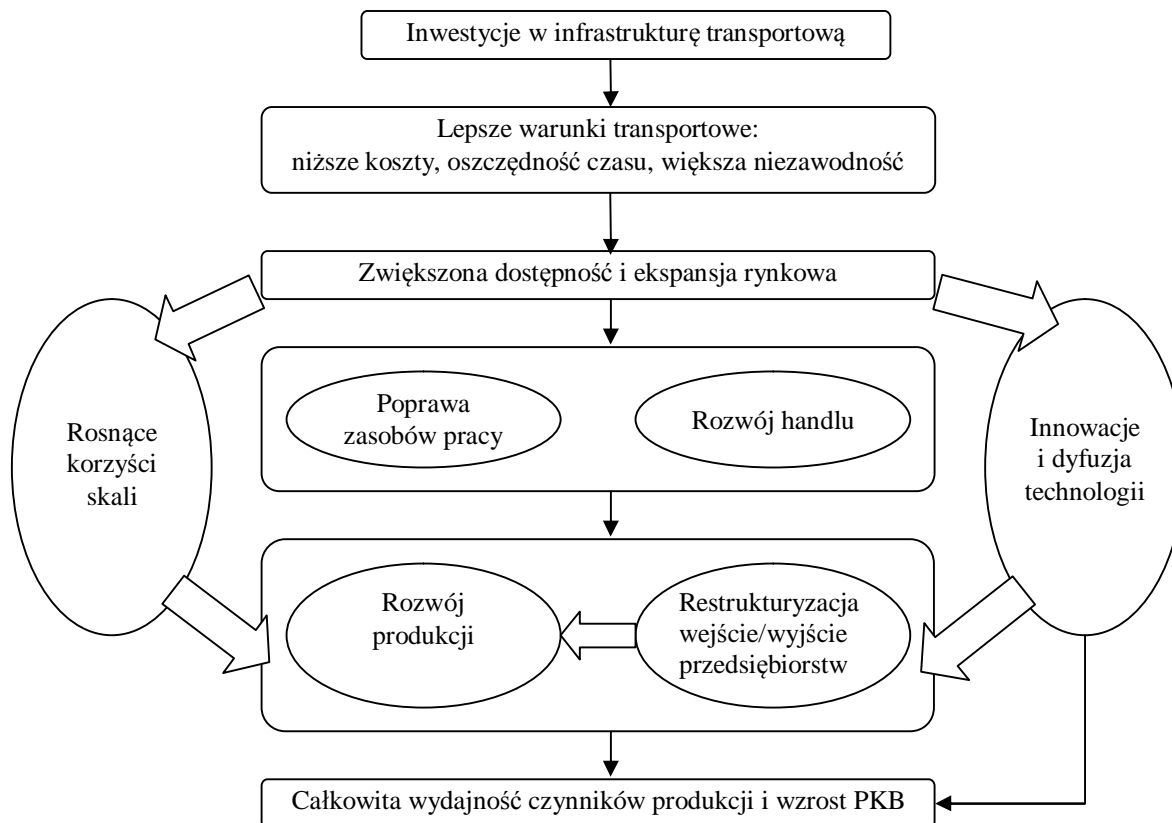 Inwestycje w infrastrukturę transportową
Lepsze warunki transportowe:
niższe koszty, oszczędność czasu, większa niezawodność
Zwiększona dostępność i ekspansja rynkowa
Rosnące
korzyści
skali
Poprawa
zasobów pracy
Rozwój handlu
Innowacje
i dyfuzja
technologii
Rozwój
produkcji
Restrukturyzacja
wejście/wyjście
przedsiębiorstw
Całkowita wydajność czynników produkcji i wzrost PKB